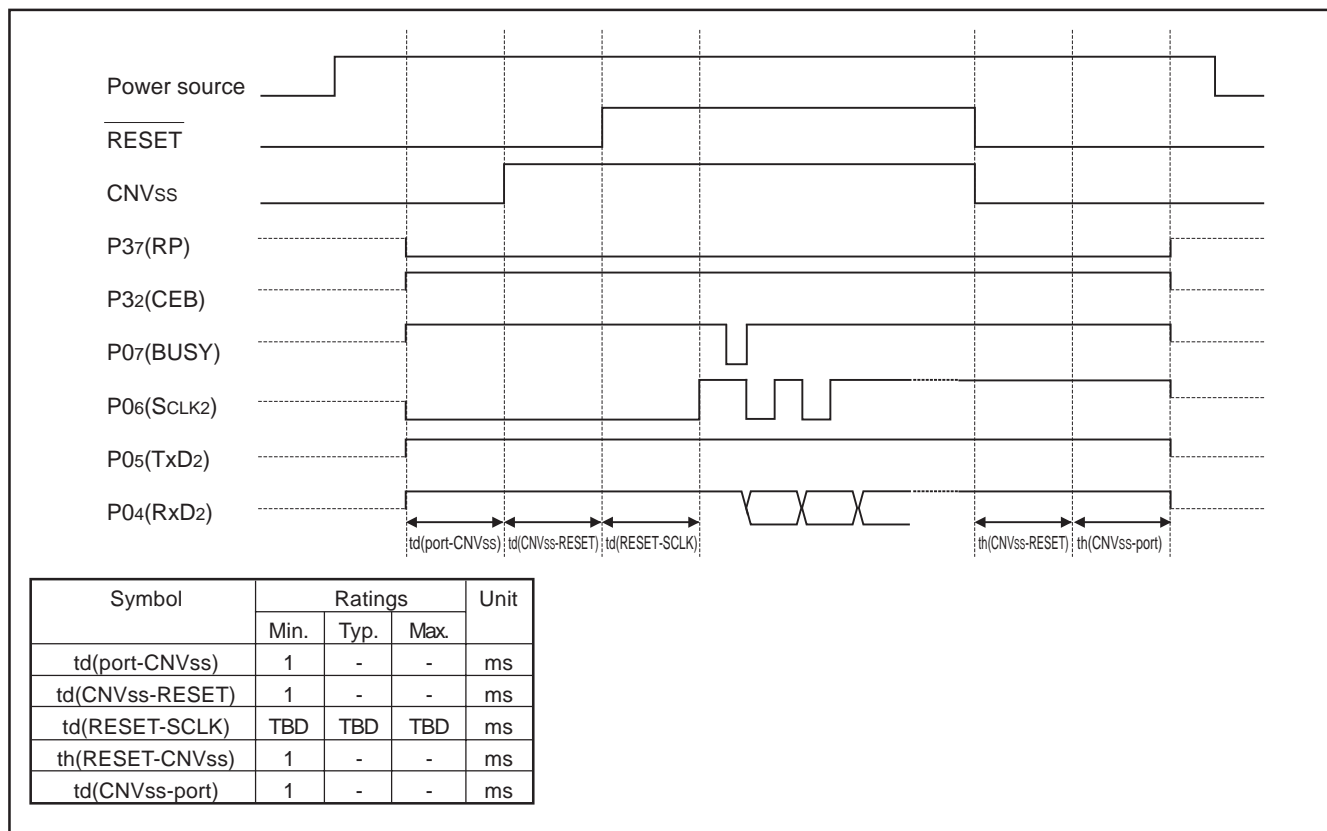 Power source
RESET
CNVss
P37(RP)
P32(CEB)
P07(BUSY)
P06(SCLK2)
P05(TxD2)
P04(RxD2)
td(port-CNVss) td(CNVss-RESET) td(RESET-SCLK) th(CNVss-RESET) th(CNVss-port)
Symbol Ratings Unit
Min. Typ. Max.
td(port-CNVss) 1 - - ms
td(CNVss-RESET) 1 - - ms
td(RESET-SCLK) TBD TBD TBD ms
th(RESET-CNVss) 1 - - ms
td(CNVss-port) 1 - - ms